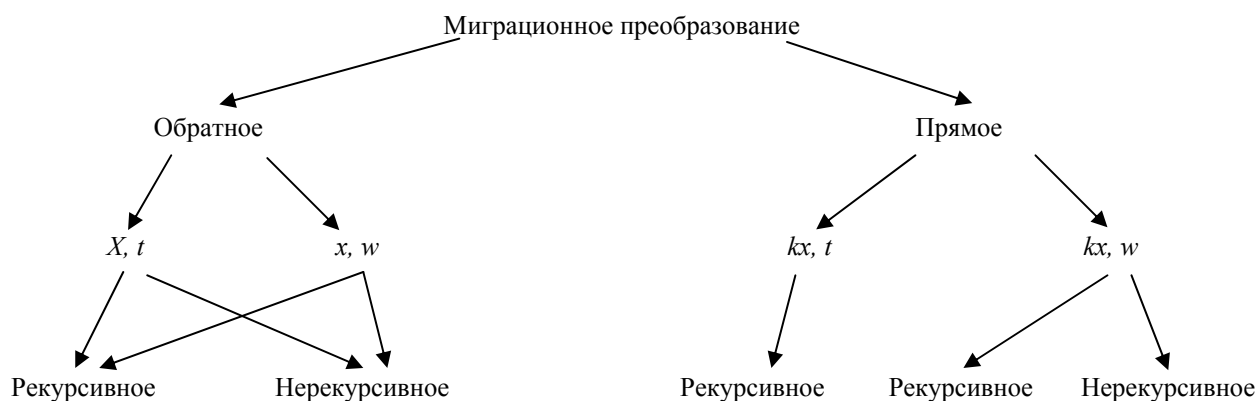 Миграционное преобразование
Обратное Прямое
X, t x, w kx, t kx, w
Рекурсивное Нерекурсивное Рекурсивное Рекурсивное Нерекурсивное